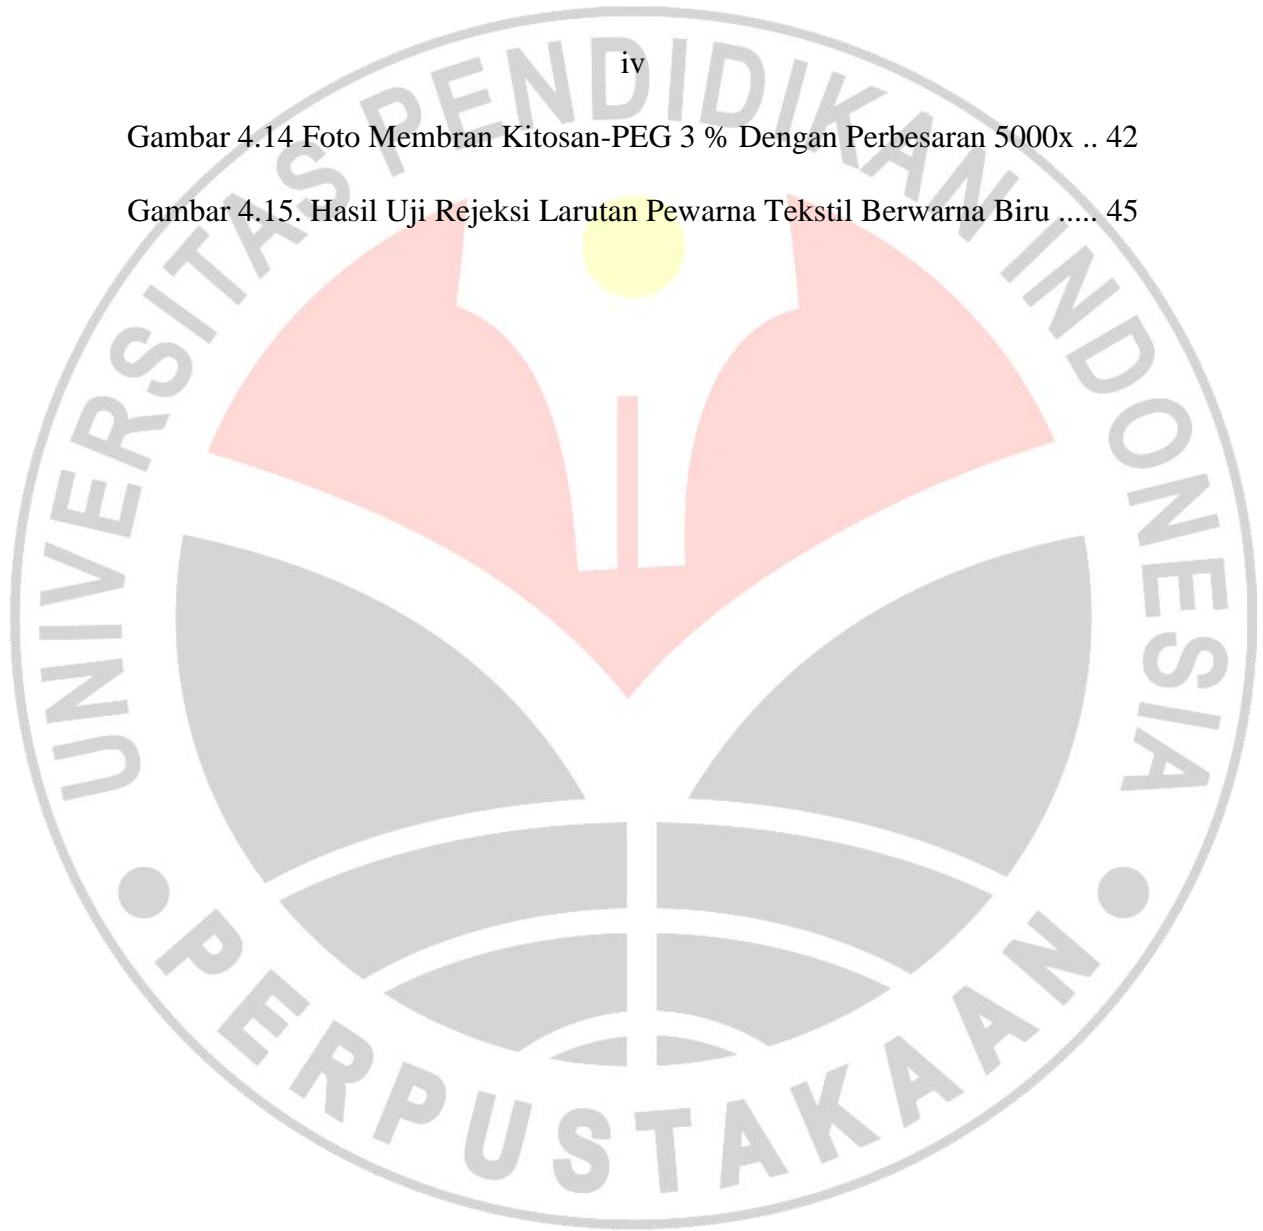 iv
Gambar 4.14 Foto Membran Kitosan-PEG 3 % Dengan Perbesaran 5000x .. 42
Gambar 4.15. Hasil Uji Rejeksi Larutan Pewarna Tekstil Berwarna Biru ..... 45
UNIVERSITAS PENDIDIKAN INDONESIA
PERPUSTAKAAN